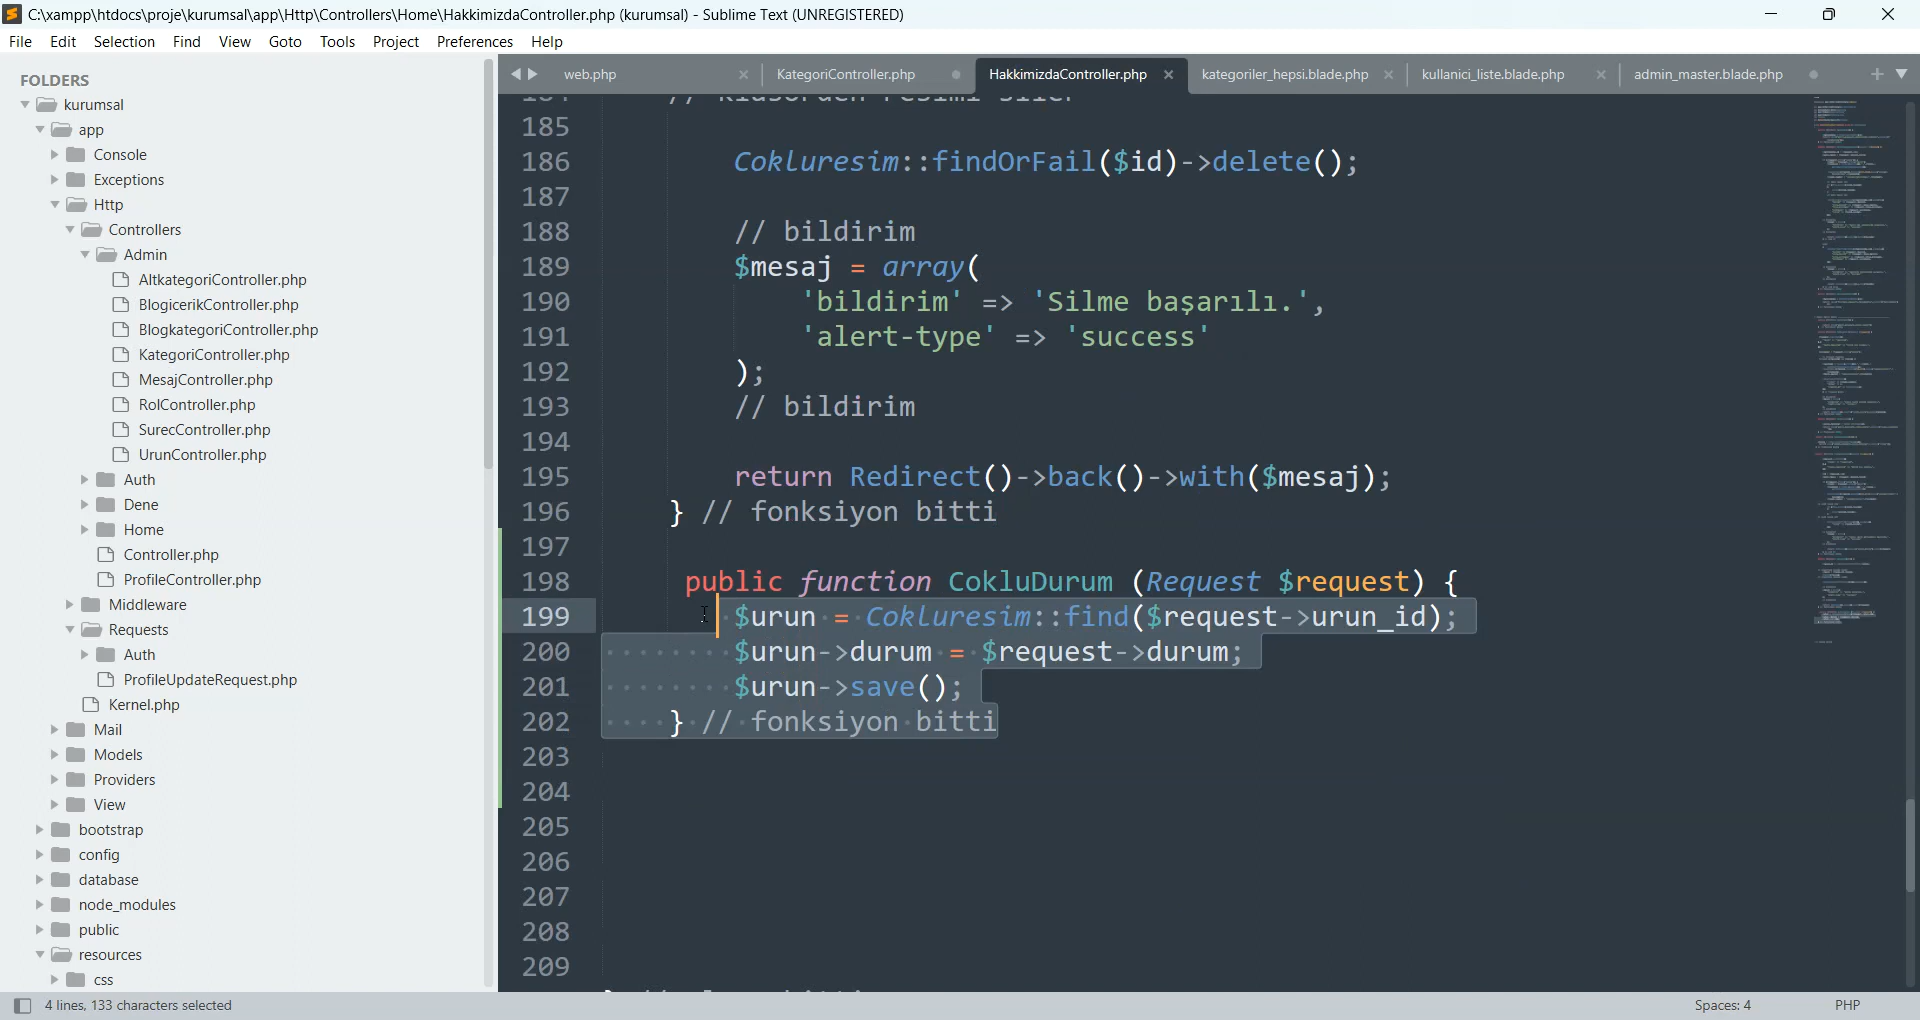 C:\xampp\htdocs\proje\kurumsal\app\Http\Controllers\Home\HakkimizdaController.php (kurumsal) - Sublime Text (UNREGISTERED)
File Edit Selection Find View Goto Tools Project Preferences Help
FOLDERS
kurumsal
app
Console
Exceptions
Http
Controllers
Admin
AltkategoriController.php
BlogicerikController.php
BlogkategoriController.php
KategoriController.php
MesajController.php
RolController.php
SurecController.php
UrunController.php
Auth
Dene
Home
Controller.php
ProfileController.php
Middleware
Requests
Auth
ProfileUpdateRequest.php
Kernel.php
Mail
Models
Providers
View
bootstrap
config
database
node_modules
public
resources
css
web.php KategoriController.php HakkimizdaController.php kategoriler_hepsi.blade.php kullanici_liste.blade.php admin_master.blade.php
185
186 Cokluresim::findOrFail($id)->delete();
187
188 // bildirim
189 $mesaj = array(
190 'bildirim' => 'Silme başarılı.',
191 'alert-type' => 'success'
192 );
193 // bildirim
194
195 return Redirect()->back()->with($mesaj);
196 } // fonksiyon bitti
197
198 public function CokluDurum (Request $request) {
199 $urun = Cokluresim::find($request->urun_id);
200 $urun->durum = $request->durum;
201 $urun->save();
202 } // fonksiyon bitti
203
204
205
206
207
208
209
4 lines, 133 characters selected Spaces: 4 PHP